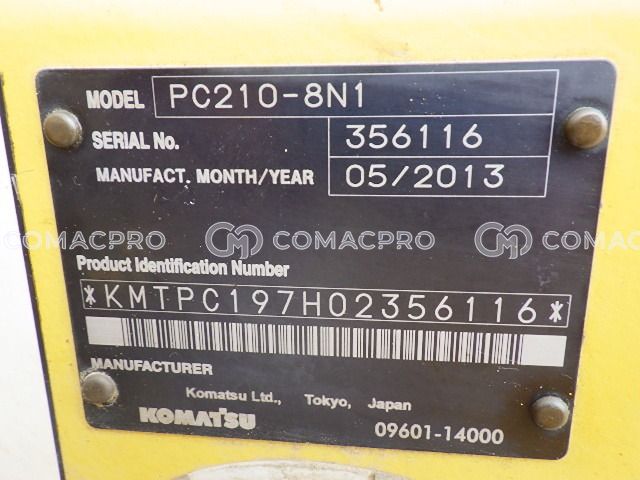 MODEL PC210-8N1
SERIAL No. 356116
MANUFACT. MONTH/YEAR 05/2013
COMACPRO COMACPRO COMACPRO
Product Identification Number
*KMTPC197H02356116*
MANUFACTURER
Komatsu Ltd., Tokyo, Japan
KOMATSU
09601-14000